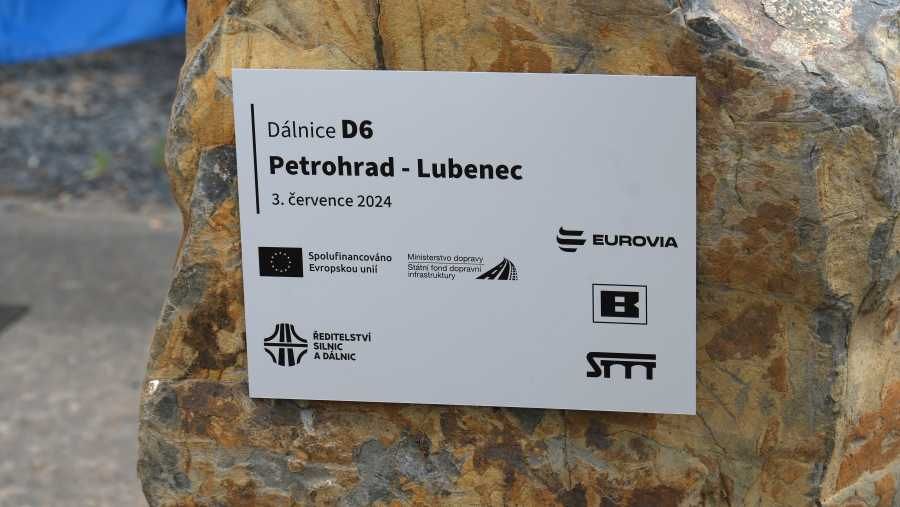 Dálnice D6
Petrohrad - Lubenec
3. července 2024
EUROVIA
Spolufinancováno
Evropskou unií
Ministerstvo dopravy
Státní fond dopravní
infrastruktury
B
ŘEDITELSTVÍ
SILNIC
A DÁLNIC